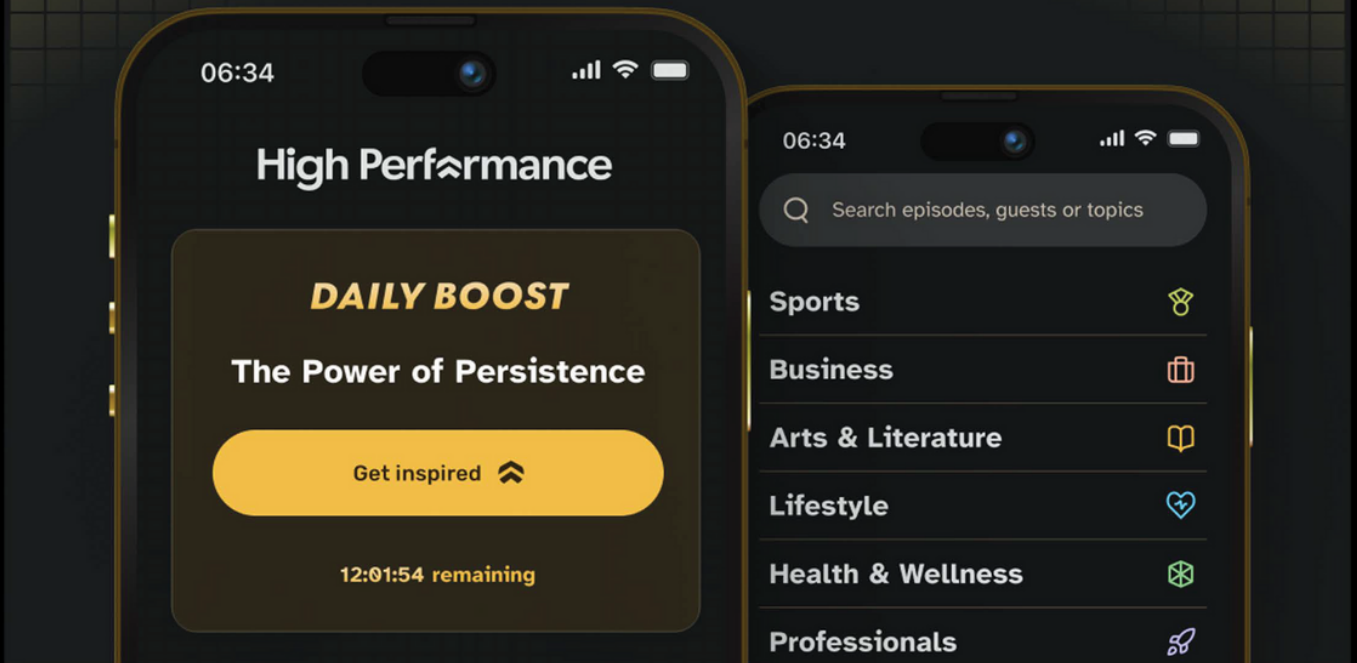 06:34
High Performance
DAILY BOOST
The Power of Persistence
Get inspired
12:01:54 remaining
06:34
Search episodes, guests or topics
Sports
Business
Arts & Literature
Lifestyle
Health & Wellness
Professionals